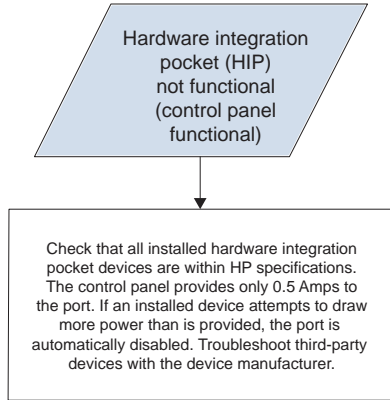 Hardware integration
pocket (HIP)
not functional
(control panel
functional)
Check that all installed hardware integration
pocket devices are within HP specifications.
The control panel provides only 0.5 Amps to
the port. If an installed device attempts to draw
more power than is provided, the port is
automatically disabled. Troubleshoot third-party
devices with the device manufacturer.